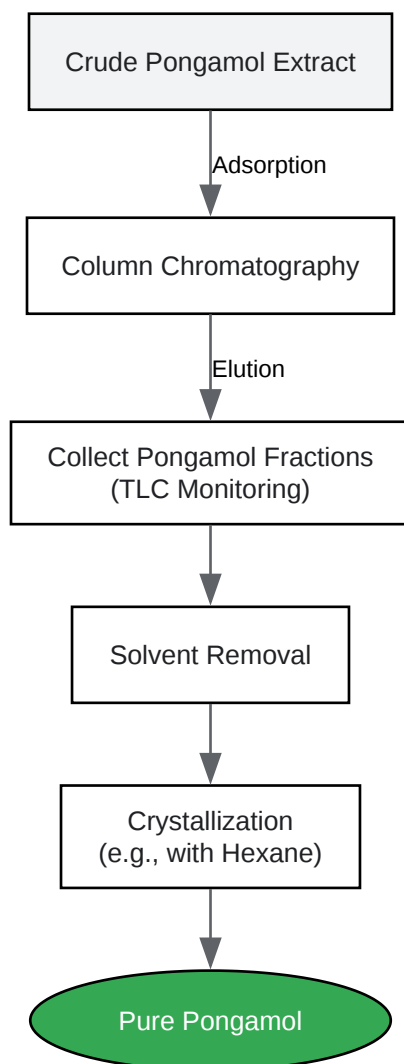 Crude Pongamol Extract
Adsorption
Column Chromatography
Elution
Collect Pongamol Fractions
(TLC Monitoring)
Solvent Removal
Crystallization
(e.g., with Hexane)
Pure Pongamol